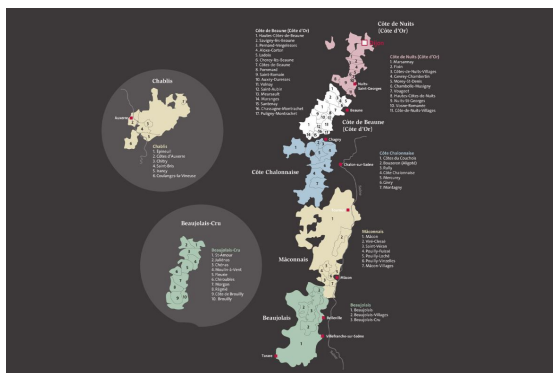 Côte de Beaune (Côte d'Or)
1. Hautes-Côtes-de-Beaune
2. Savigny-lès-Beaune
3. Pernand-Vergelesses
4. Aloxe-Corton
5. Ladoix
6. Chorey-lès-Beaune
7. Côtes-de-Beaune
8. Pommard
9. Saint-Romain
10. Auxey-Duresses
11. Volnay
12. Saint Aubin
13. Meursault
14. Maranges
15. Santenay
16. Chassagne-Montrachet
17. Puligny-Montrachet
Côte de Nuits
(Côte d'Or)
Côte de Nuits (Côte d'Or)
1. Marsannay
2. Fixin
3. Côtes de Nuits-Villages
4. Gevrey-Chambertin
5. Morey-St-Denis
6. Chambolle-Musigny
7. Vougeot
8. Hautes-Côtes de Nuits
9. Nuits-St-Georges
10. Vosne-Romanée
11. Côte de Nuits-Villages
Nuits-
Saint-Georges
Beaune
Côte de Beaune
(Côte d'Or)
Chagny
Chablis
Auxerre
Chablis
1. Epineuil
2. Côtes d'Auxerre
3. Chitry
4. Saint-Bris
5. Irancy
6. Coulanges-la-Vineuse
Côte Chalonnaise
Chalon-sur-Saône
Côte Chalonnaise
1. Côtes du Couchois
2. Bouzeron (Aligoté)
3. Rully
4. Côte Chalonnaise
5. Mercurey
6. Givry
7. Montagny
Mâconnais
Mâcon
Mâconnais
1. Mâcon
2. Viré-Clessé
3. Saint-Véran
4. Pouilly-Fuissé
5. Pouilly-Loché
6. Pouilly-Vinzelles
7. Mâcon-Villages
Beaujolais-Cru
Beaujolais-Cru
1. St-Amour
2. Juliénas
3. Chénas
4. Moulin-à-Vent
5. Fleurie
6. Chiroubles
7. Morgon
8. Régnié
9. Côte de Brouilly
10. Brouilly
Beaujolais
Beaujolais
1. Beaujolais
2. Beaujolais-Villages
3. Beaujolais-Cru
Belleville
Villefranche-sur-Saône
Tarare